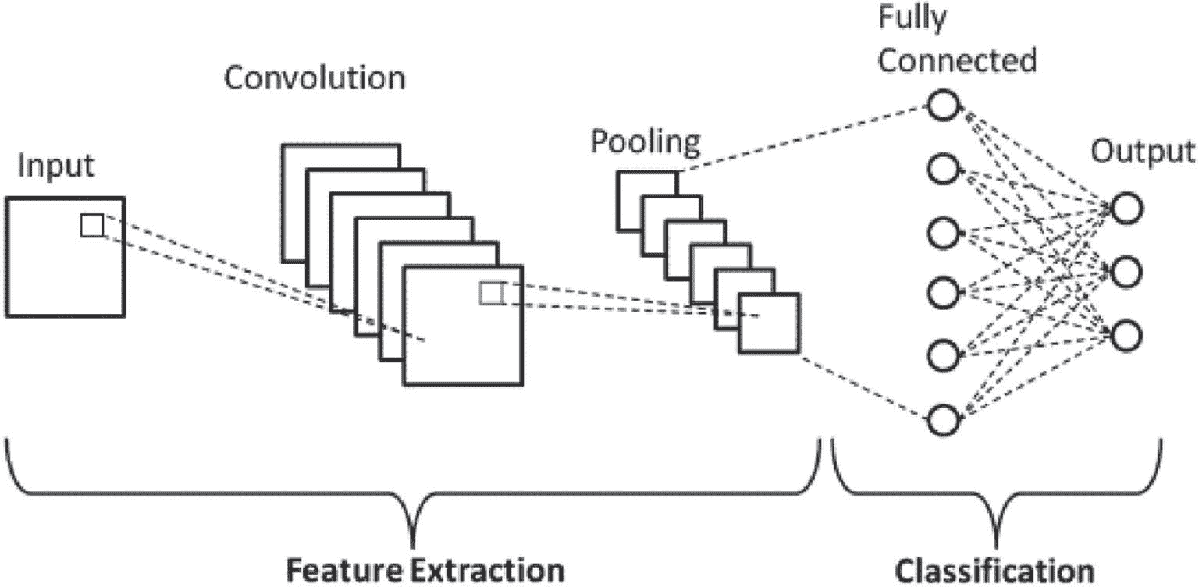 Input
Convolution
Pooling
Fully
Connected
Output
Feature Extraction
Classification